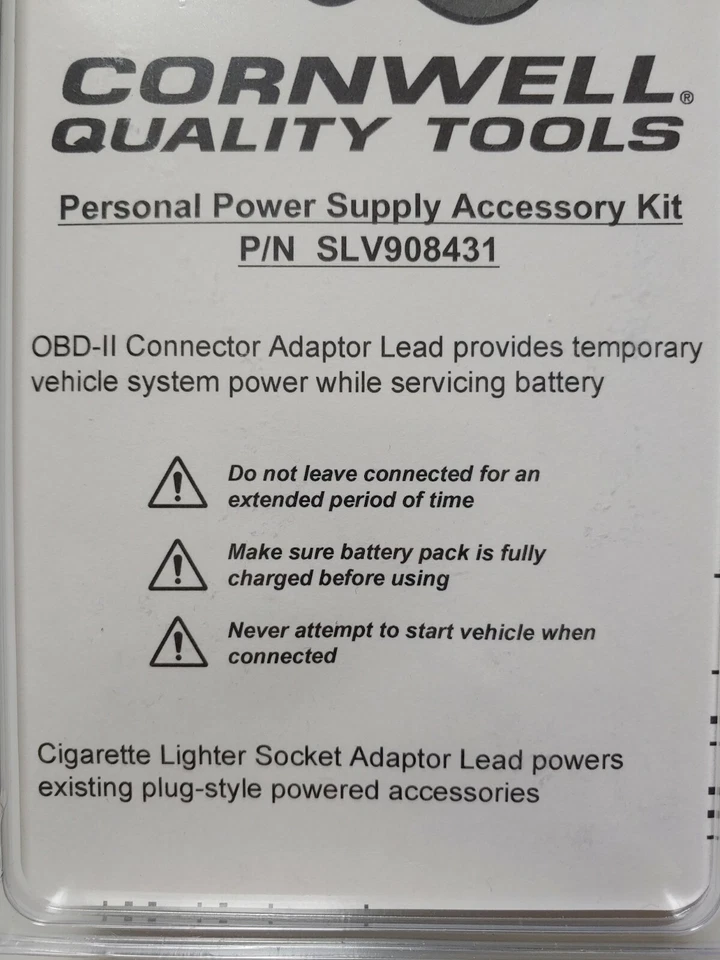 CORNWELL®
QUALITY TOOLS
Personal Power Supply Accessory Kit
P/N SLV908431
OBD-II Connector Adaptor Lead provides temporary
vehicle system power while servicing battery
Do not leave connected for an
extended period of time
Make sure battery pack is fully
charged before using
Never attempt to start vehicle when
connected
Cigarette Lighter Socket Adaptor Lead powers
existing plug-style powered accessories